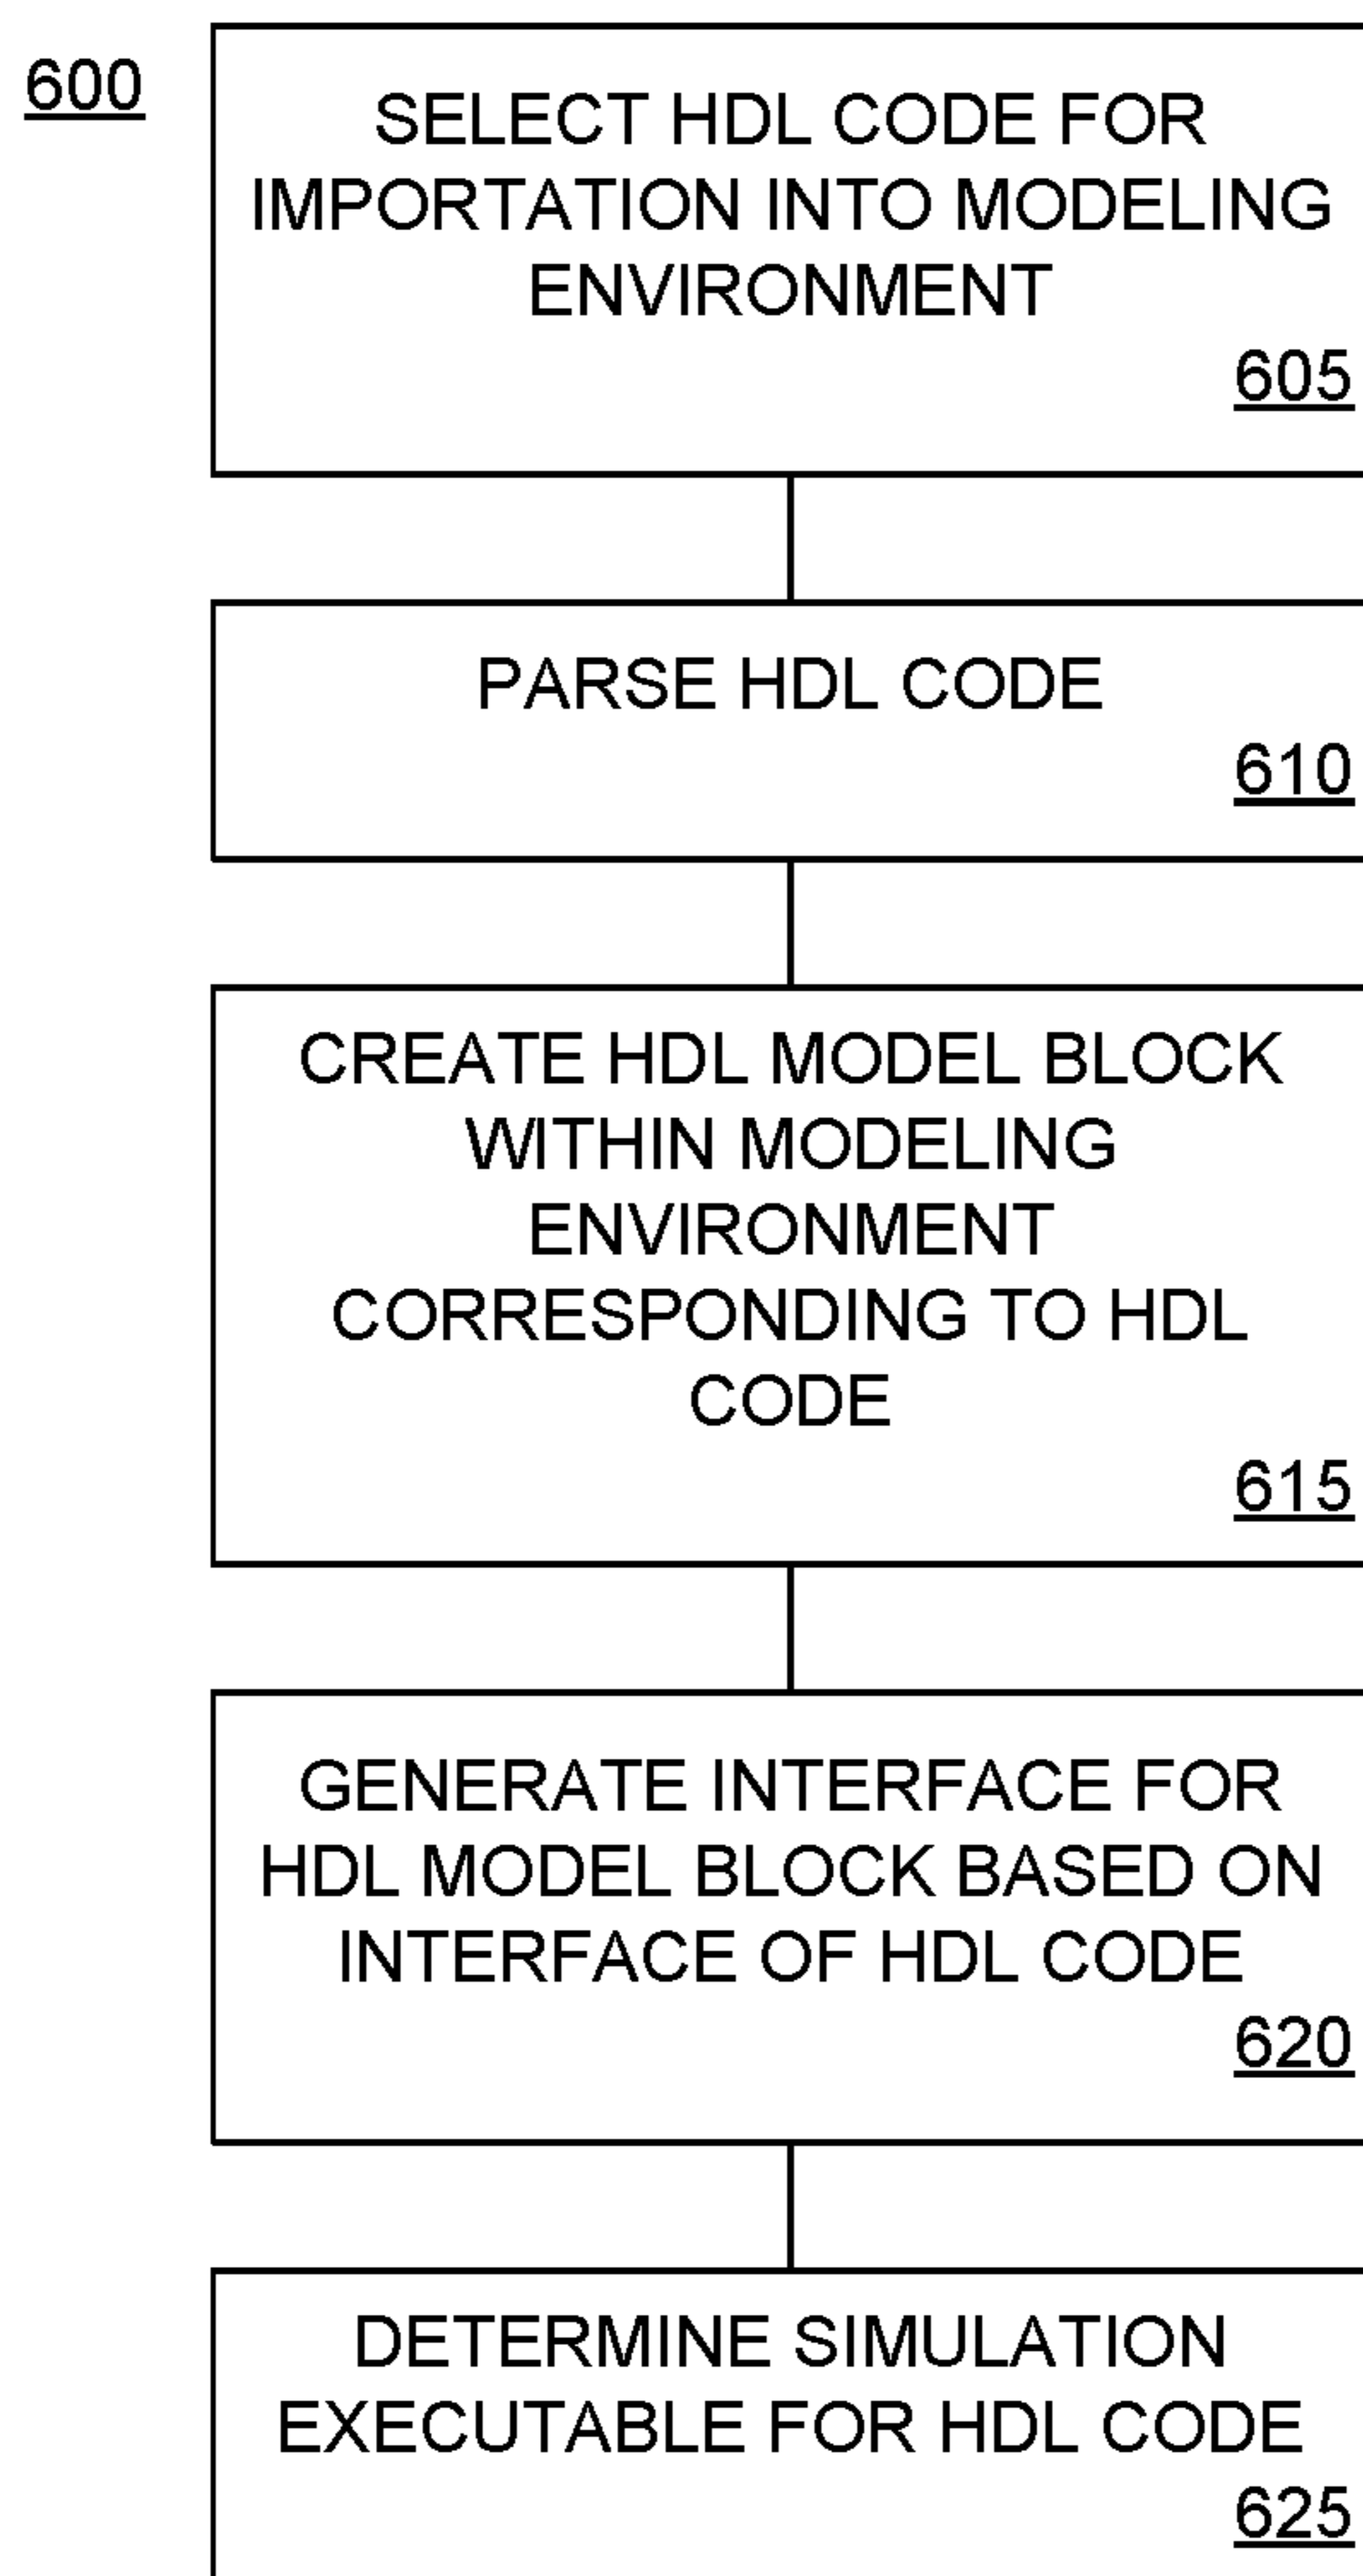 600
SELECT HDL CODE FOR
IMPORTATION INTO MODELING
ENVIRONMENT
605
PARSE HDL CODE
610
CREATE HDL MODEL BLOCK
WITHIN MODELING
ENVIRONMENT
CORRESPONDING TO HDL
CODE
615
GENERATE INTERFACE FOR
HDL MODEL BLOCK BASED ON
INTERFACE OF HDL CODE
620
DETERMINE SIMULATION
EXECUTABLE FOR HDL CODE
625